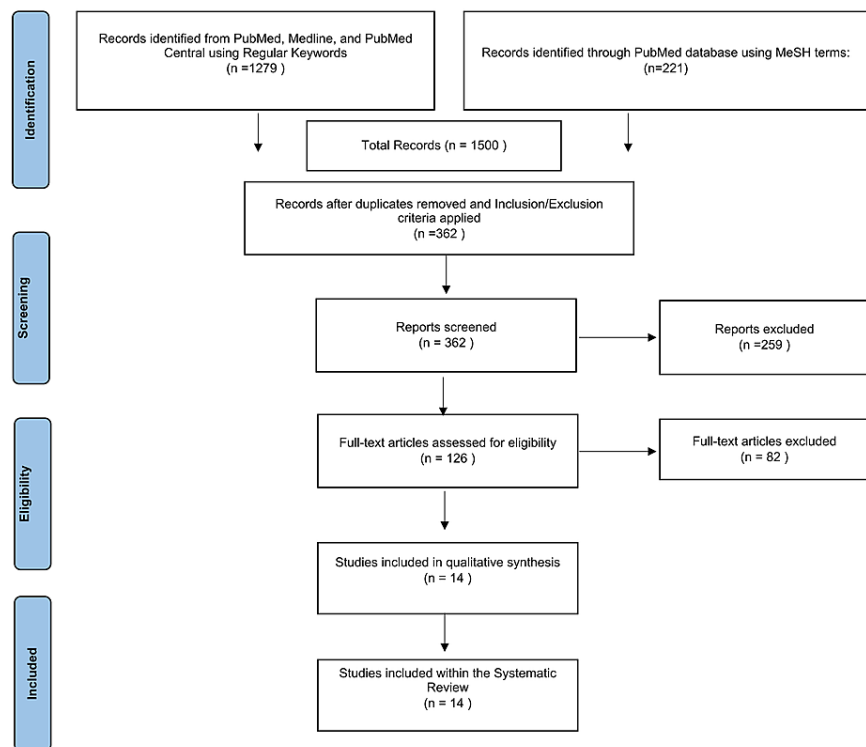 Identification
Records identified from PubMed, Medline, and PubMed
Central using Regular Keywords
(n =1279 )
Records identified through PubMed database using MeSH terms:
(n=221)
Total Records (n = 1500 )
Records after duplicates removed and Inclusion/Exclusion
criteria applied
(n =362 )
Screening
Reports screened
(n = 362 )
Reports excluded
(n =259 )
Eligibility
Full-text articles assessed for eligibility
(n = 126 )
Full-text articles excluded
(n = 82 )
Studies included in qualitative synthesis
(n = 14 )
Included
Studies included within the Systematic
Review
(n = 14 )